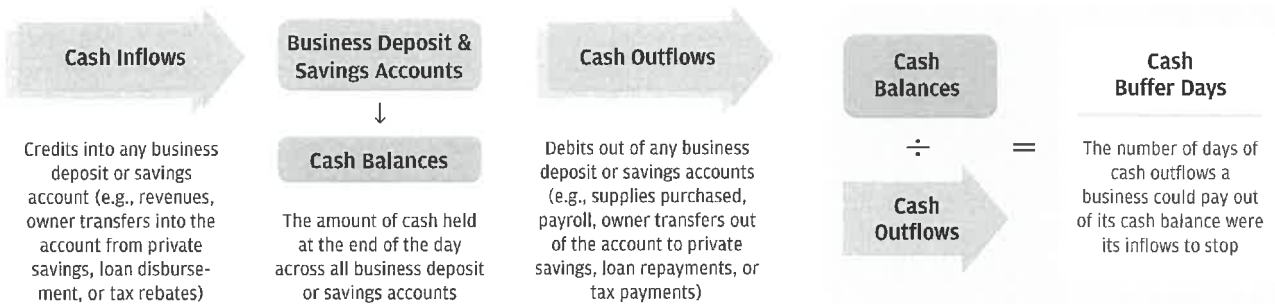 Cash Inflows
Credits into any business
deposit or savings
account (e.g., revenues,
owner transfers into the
account from private
savings, loan disburse-
ment, or tax rebates)
Business Deposit &
Savings Accounts
↓
Cash Balances
The amount of cash held
at the end of the day
across all business deposit
or savings accounts
Cash Outflows
Debits out of any business
deposit or savings accounts
(e.g., supplies purchased,
payroll, owner transfers out
of the account to private
savings, loan repayments, or
tax payments)
Cash
Balances
÷
Cash
Outflows
=
Cash
Buffer Days
The number of days of
cash outflows a
business could pay out
of its cash balance were
its inflows to stop